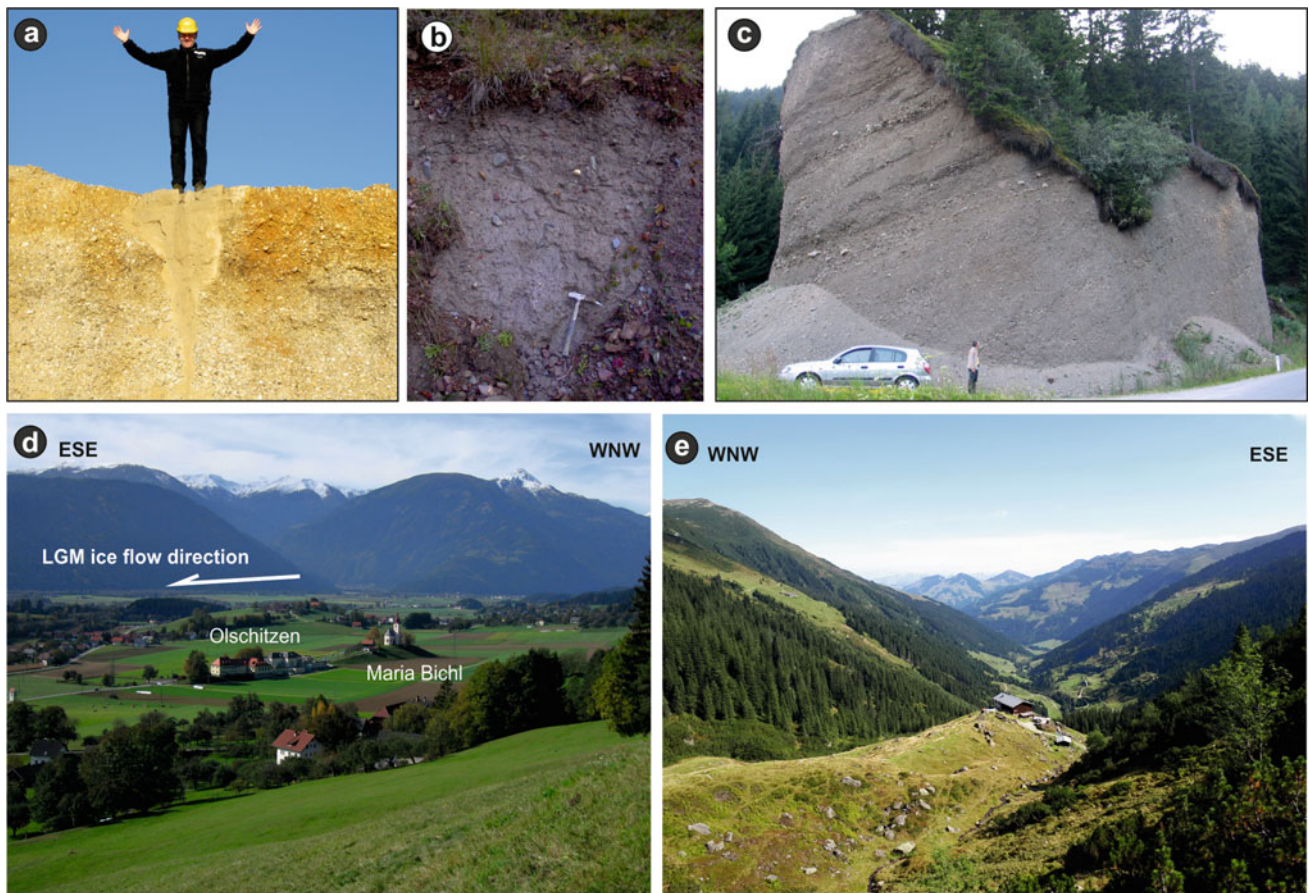 a
b
c
d
ESE
WNW
LGM ice flow direction
Olschitzen
Maria Bichl
e
WNW
ESE